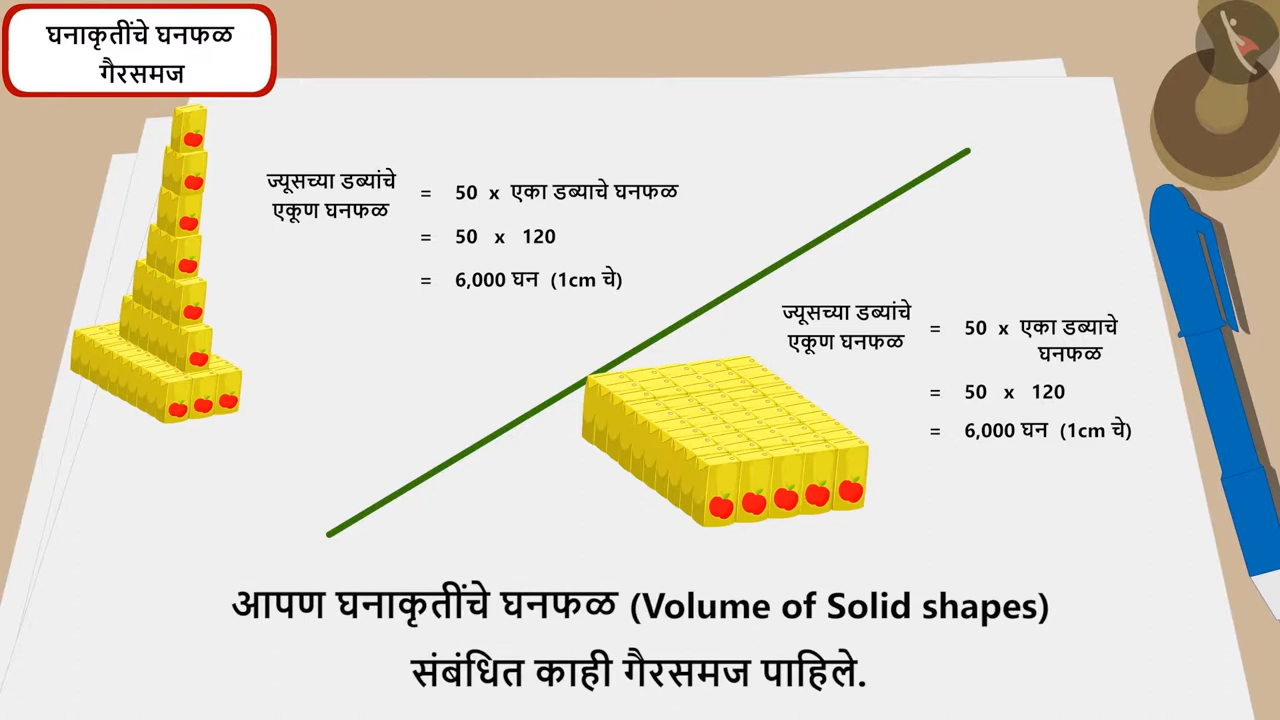 घनाकृतींचे घनफळ
गैरसमज
ज्यूसच्या डब्यांचे
एकूण घनफळ
= 50 x एका डब्याचे घनफळ
= 50 x 120
= 6,000 घन (1cm चे)
ज्यूसच्या डब्यांचे
एकूण घनफळ
= 50 x एका डब्याचे
घनफळ
= 50 x 120
= 6,000 घन (1cm चे)
आपण घनाकृतींचे घनफळ (Volume of Solid shapes)
संबंधित काही गैरसमज पाहिले.